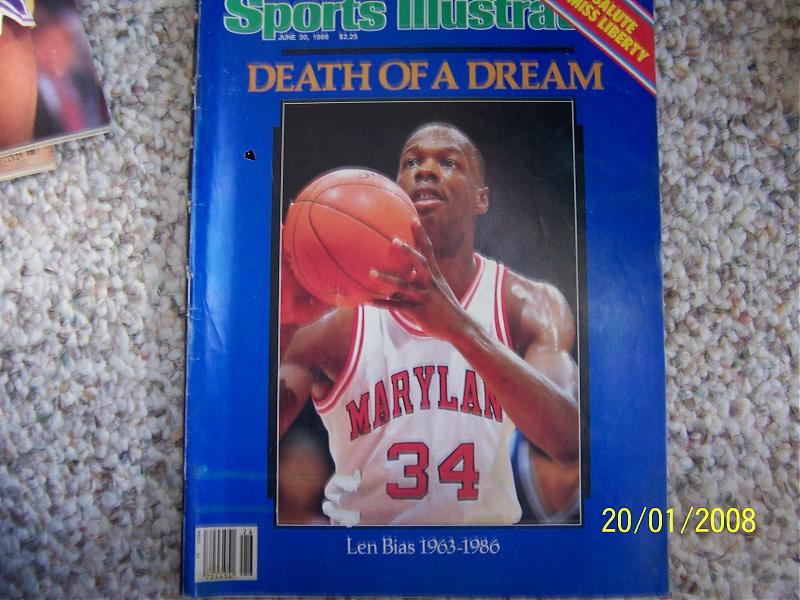 Sports Illustrat
JUNE 30, 1986 $2.25
SALUTE
MISS LIBERTY
DEATH OF A DREAM
MARYLAN
34
Len Bias 1963-1986
20/01/2008